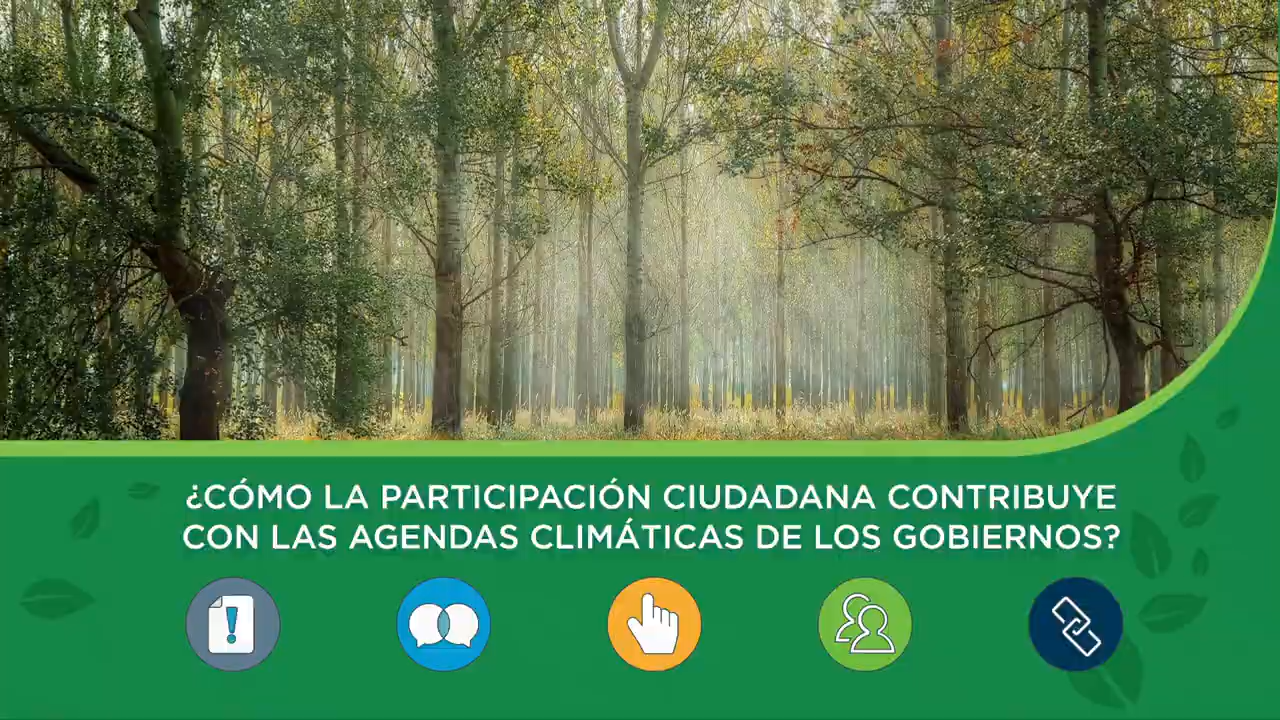 ¿CÓMO LA PARTICIPACIÓN CIUDADANA CONTRIBUYE
CON LAS AGENDAS CLIMÁTICAS DE LOS GOBIERNOS?